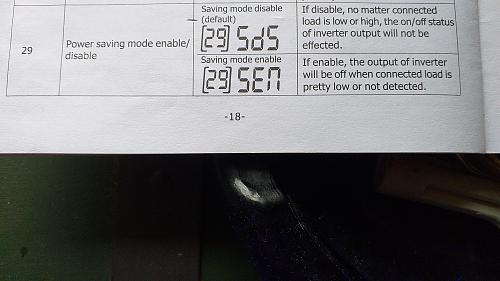 29
Power saving mode enable/
disable
Saving mode disable
(default)
[29] SdS
If disable, no matter connected
load is low or high, the on/off status
of inverter output will not be
effected.
Saving mode enable
[29] SEN
If enable, the output of inverter
will be off when connected load is
pretty low or not detected.
-18-